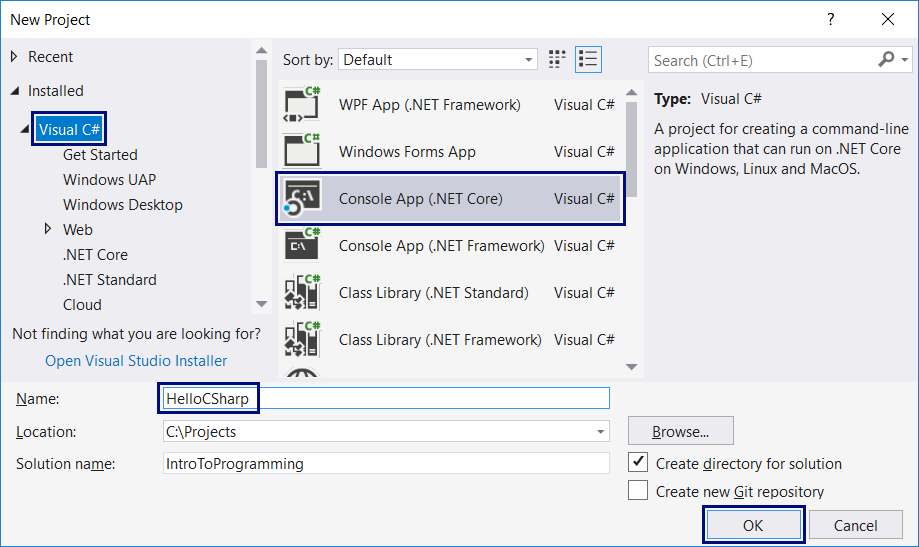 New Project
?
Recent
Installed
Visual C#
Get Started
Windows UAP
Windows Desktop
Web
.NET Core
.NET Standard
Cloud
Not finding what you are looking for?
Open Visual Studio Installer
Sort by: Default
C# WPF App (.NET Framework) Visual C#
C# Windows Forms App Visual C#
C:\ Console App (.NET Core) Visual C#
C# C:\ Console App (.NET Framework) Visual C#
C# Class Library (.NET Standard) Visual C#
C# Class Library (.NET Framework) Visual C#
C#
Search (Ctrl+E)
Type: Visual C#
A project for creating a command-line
application that can run on .NET Core
on Windows, Linux and MacOS.
Name: HelloCSharp
Location: C:\Projects
Browse...
Solution name: IntroToProgramming
Create directory for solution
Create new Git repository
OK
Cancel